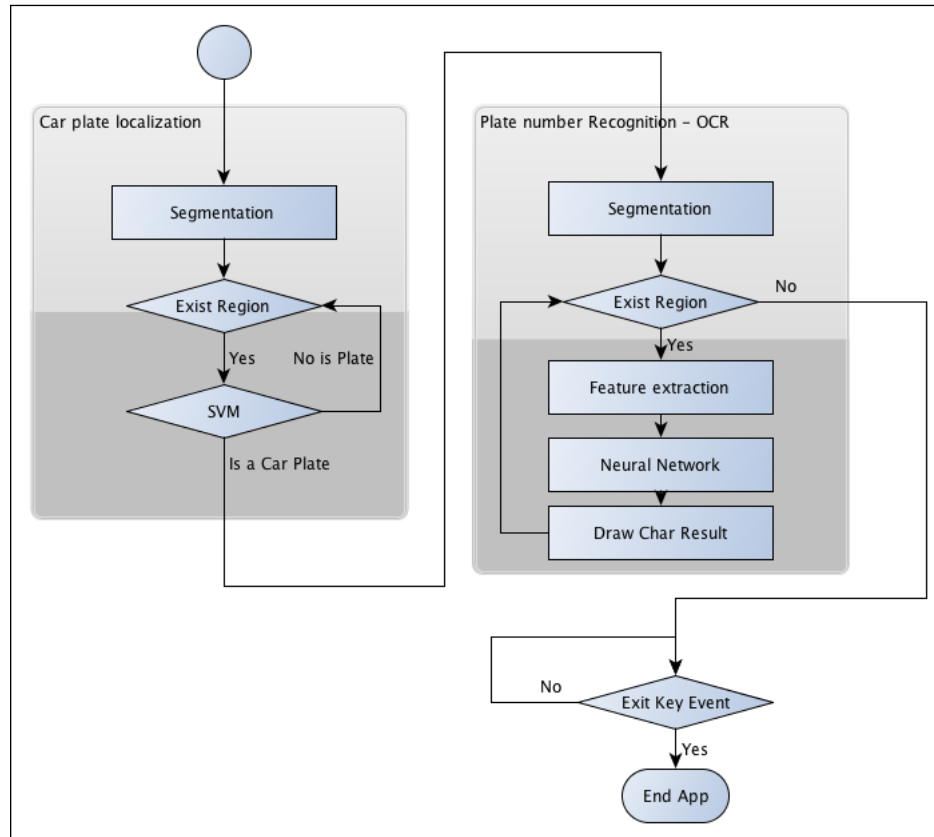 Car plate localization
Segmentation
Exist Region
Yes
No is Plate
SVM
Is a Car Plate
Plate number Recognition - OCR
Segmentation
Exist Region
No
Yes
Feature extraction
Neural Network
Draw Char Result
No
Exit Key Event
Yes
End App